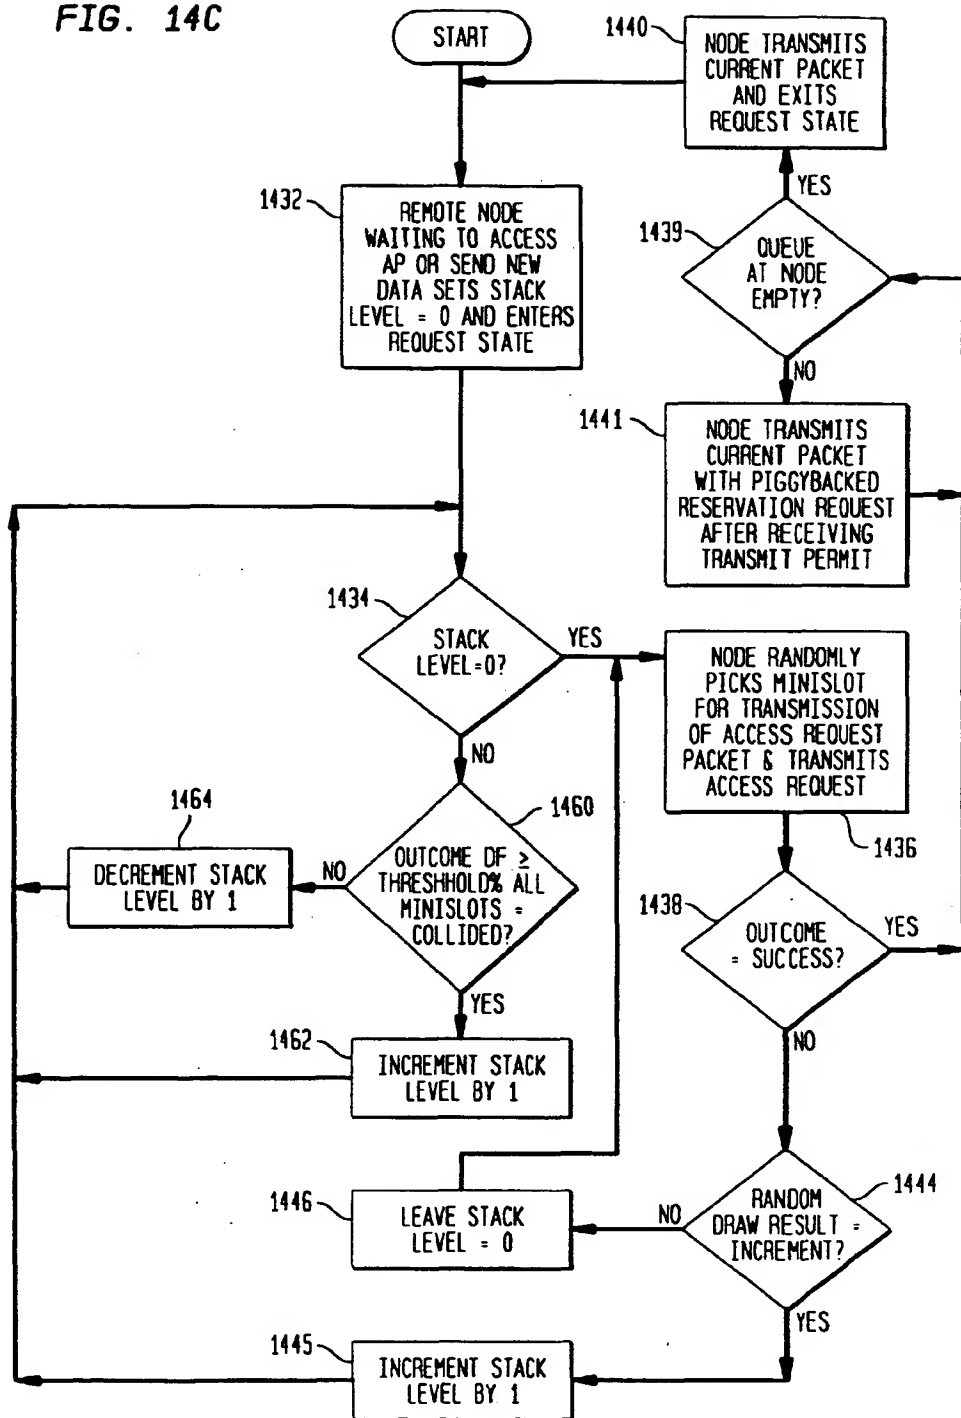 FIG. 14C
START
1440
NODE TRANSMITS
CURRENT PACKET
AND EXITS
REQUEST STATE
YES
1432
REMOTE NODE
WAITING TO ACCESS
AP OR SEND NEW
DATA SETS STACK
LEVEL = 0 AND ENTERS
REQUEST STATE
1439
QUEUE
AT NODE
EMPTY?
NO
1441
NODE TRANSMITS
CURRENT PACKET
WITH PIGGYBACKED
RESERVATION REQUEST
AFTER RECEIVING
TRANSMIT PERMIT
1434
STACK
LEVEL=0?
YES
NO
NODE RANDOMLY
PICKS MINISLOT
FOR TRANSMISSION
OF ACCESS REQUEST
PACKET & TRANSMITS
ACCESS REQUEST
1436
1464
DECREMENT STACK
LEVEL BY 1
NO
1460
OUTCOME OF ≥
THRESHHOLD% ALL
MINISLOTS =
COLLIDED?
YES
1438
OUTCOME
= SUCCESS?
YES
NO
1462
INCREMENT STACK
LEVEL BY 1
1446
LEAVE STACK
LEVEL = 0
NO
1444
RANDOM
DRAW RESULT =
INCREMENT?
YES
1445
INCREMENT STACK
LEVEL BY 1